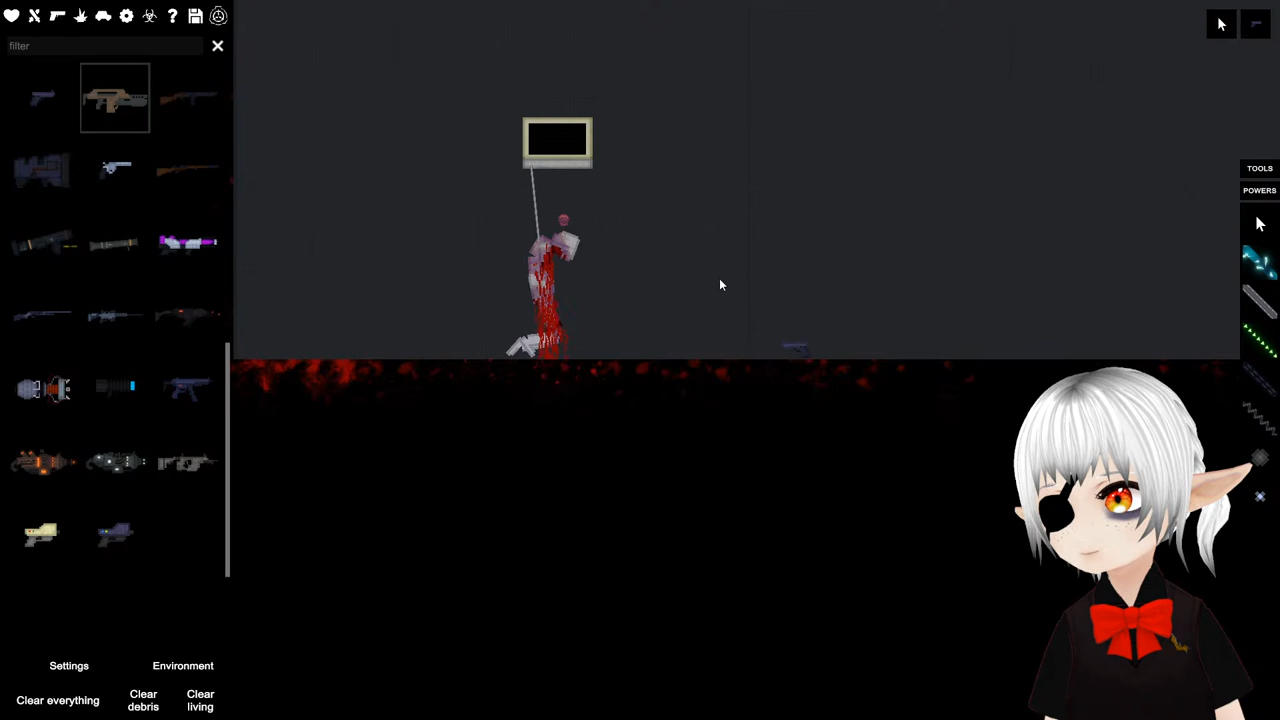 filter
TOOLS
POWERS
Settings Environment
Clear everything Clear debris Clear living